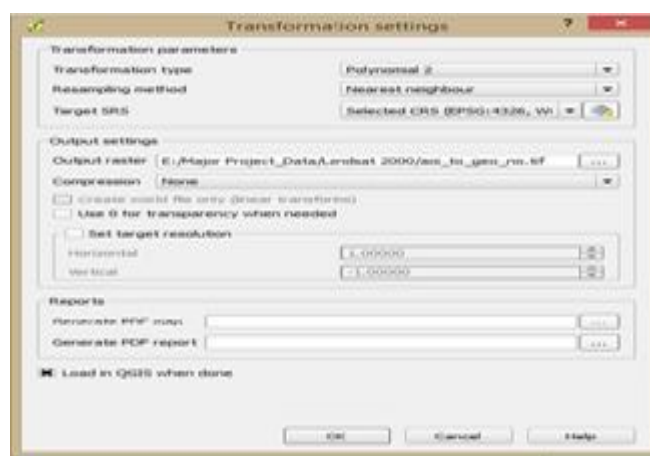 Transformation settings
Transformation parameters
Transformation type Polynomial 2
Resampling method Nearest neighbour
Target SRS Selected CRS (EPSG:4326, W
Output settings
Output raster E:/Major Project_Data/Landsat 2000/
Compression None
Create world file only (linear transforms)
Use 0 for transparency when needed
Set target resolution
Horizontal 1.00000
Vertical -1.00000
Reports
Generate PDF map
Generate PDF report
Load in QGIS when done
OK Cancel Help